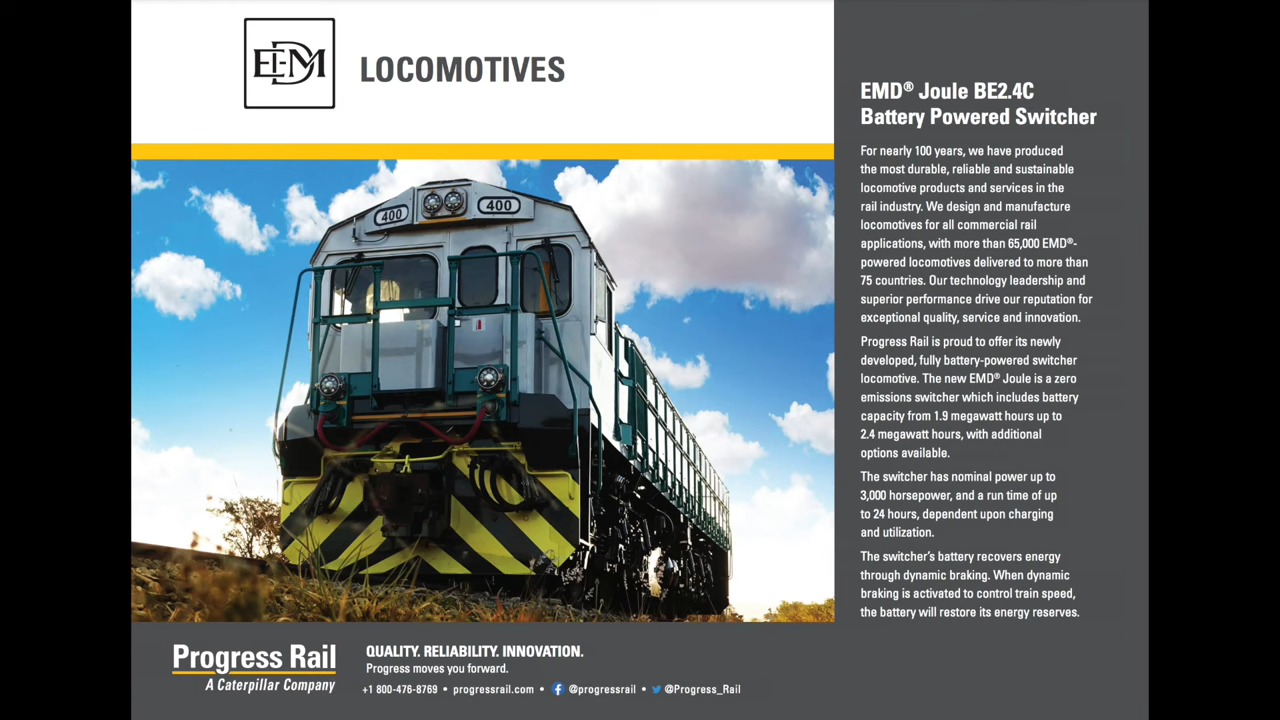 EMD
LOCOMOTIVES
400
400
EMD® Joule BE2.4C
Battery Powered Switcher
For nearly 100 years, we have produced
the most durable, reliable and sustainable
locomotive products and services in the
rail industry. We design and manufacture
locomotives for all commercial rail
applications, with more than 65,000 EMD®-
powered locomotives delivered to more than
75 countries. Our technology leadership and
superior performance drive our reputation for
exceptional quality, service and innovation.
Progress Rail is proud to offer its newly
developed, fully battery-powered switcher
locomotive. The new EMD® Joule is a zero
emissions switcher which includes battery
capacity from 1.9 megawatt hours up to
2.4 megawatt hours, with additional
options available.
The switcher has nominal power up to
3,000 horsepower, and a run time of up
to 24 hours, dependent upon charging
and utilization.
The switcher's battery recovers energy
through dynamic braking. When dynamic
braking is activated to control train speed,
the battery will restore its energy reserves.
Progress Rail
A Caterpillar Company
QUALITY. RELIABILITY. INNOVATION.
Progress moves you forward.
+1 800-476-8769 • progressrail.com • @progressrail • @Progress_Rail